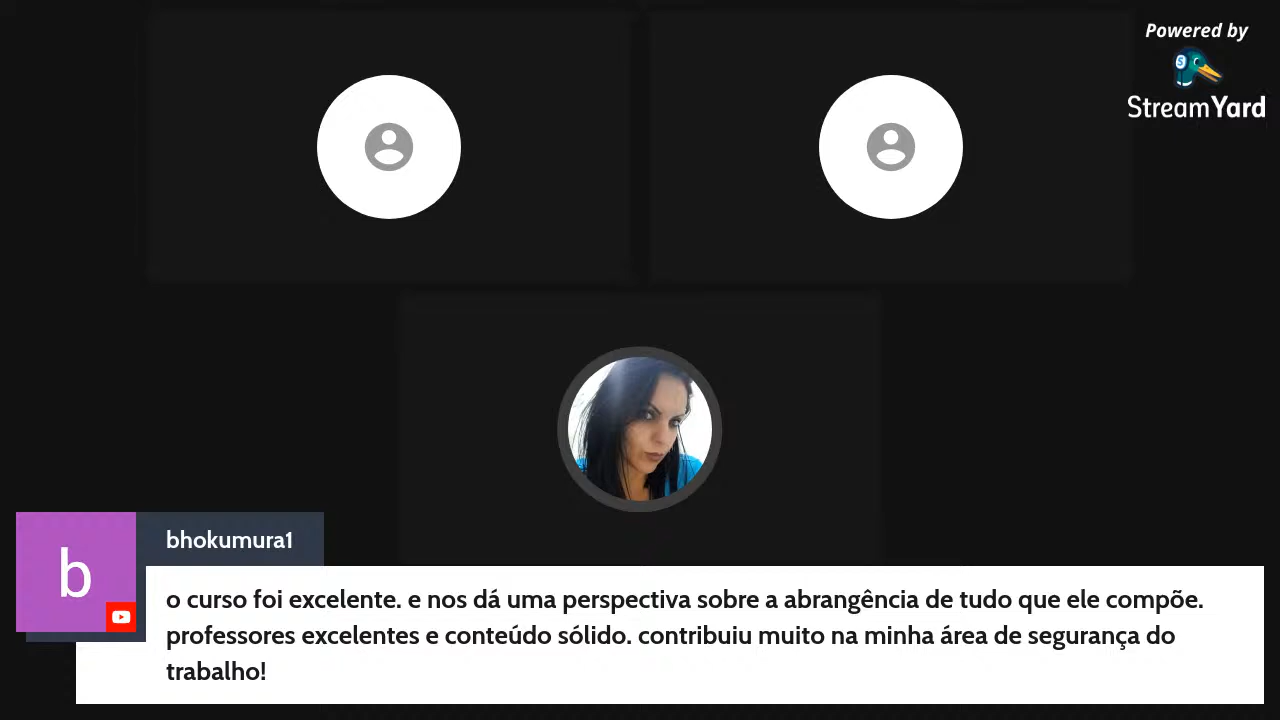 Powered by
S
StreamYard
b
bhokumura1
o curso foi excelente. e nos dá uma perspectiva sobre a abrangência de tudo que ele compõe.
professores excelentes e conteúdo sólido. contribuiu muito na minha área de segurança do
trabalho!